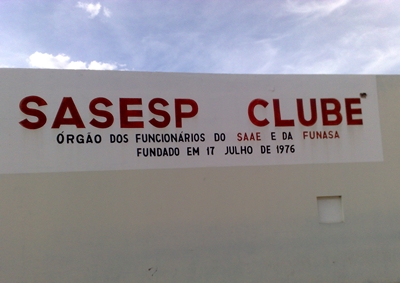 SASESP CLUBE
ÓRGÃO DOS FUNCIONÁRIOS DO SAAE E DA FUNASA
FUNDADO EM 17 JULHO DE 1976